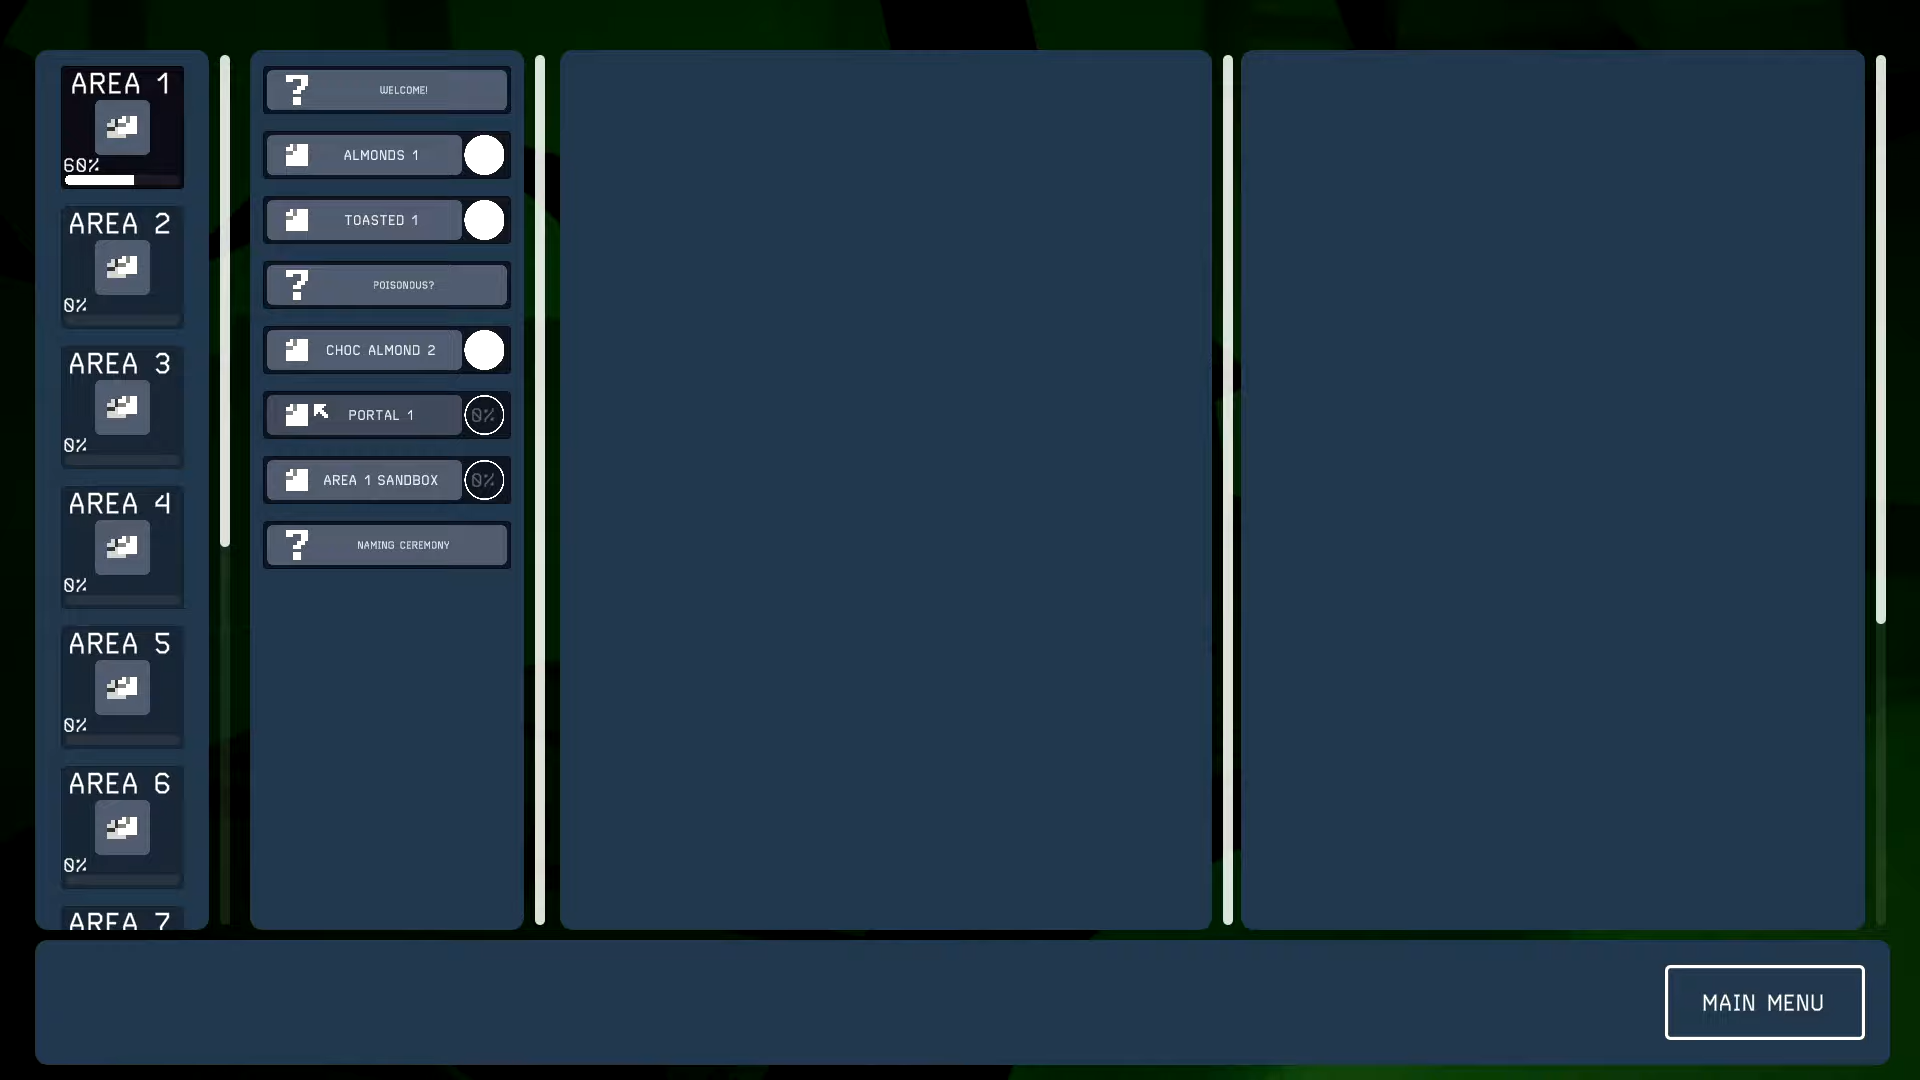 AREA 1
60%
AREA 2
0%
AREA 3
0%
AREA 4
0%
AREA 5
0%
AREA 6
0%
AREA 7
?
WELCOME!
ALMONDS 1
TOASTED 1
?
POISONOUS?
CHOC ALMOND 2
PORTAL 1
0%
AREA 1 SANDBOX
0%
?
NAMING CEREMONY
MAIN MENU